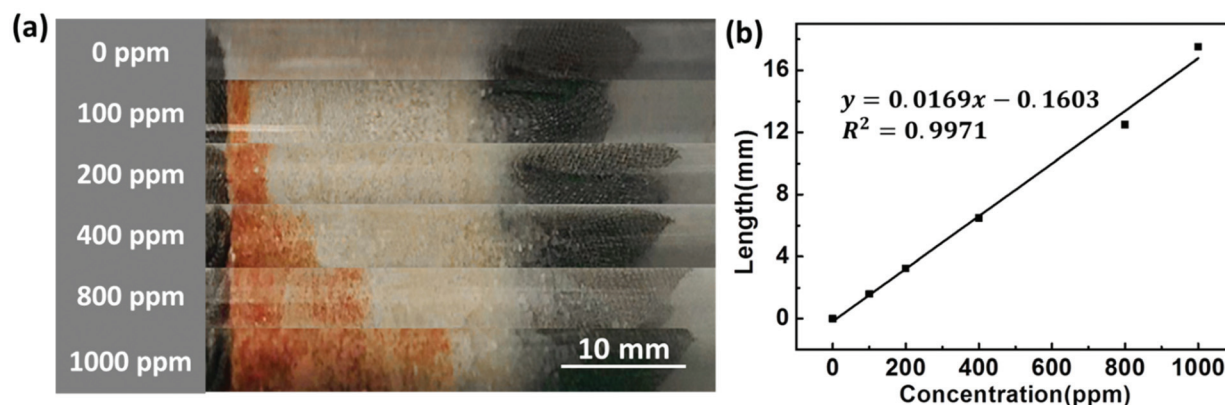 (a)
0 ppm
100 ppm
200 ppm
400 ppm
800 ppm
1000 ppm
10 mm
(b)
y = 0.0169x − 0.1603
R² = 0.9971
Length(mm)
16
12
8
4
0
0 200 400 600 800 1000
Concentration(ppm)